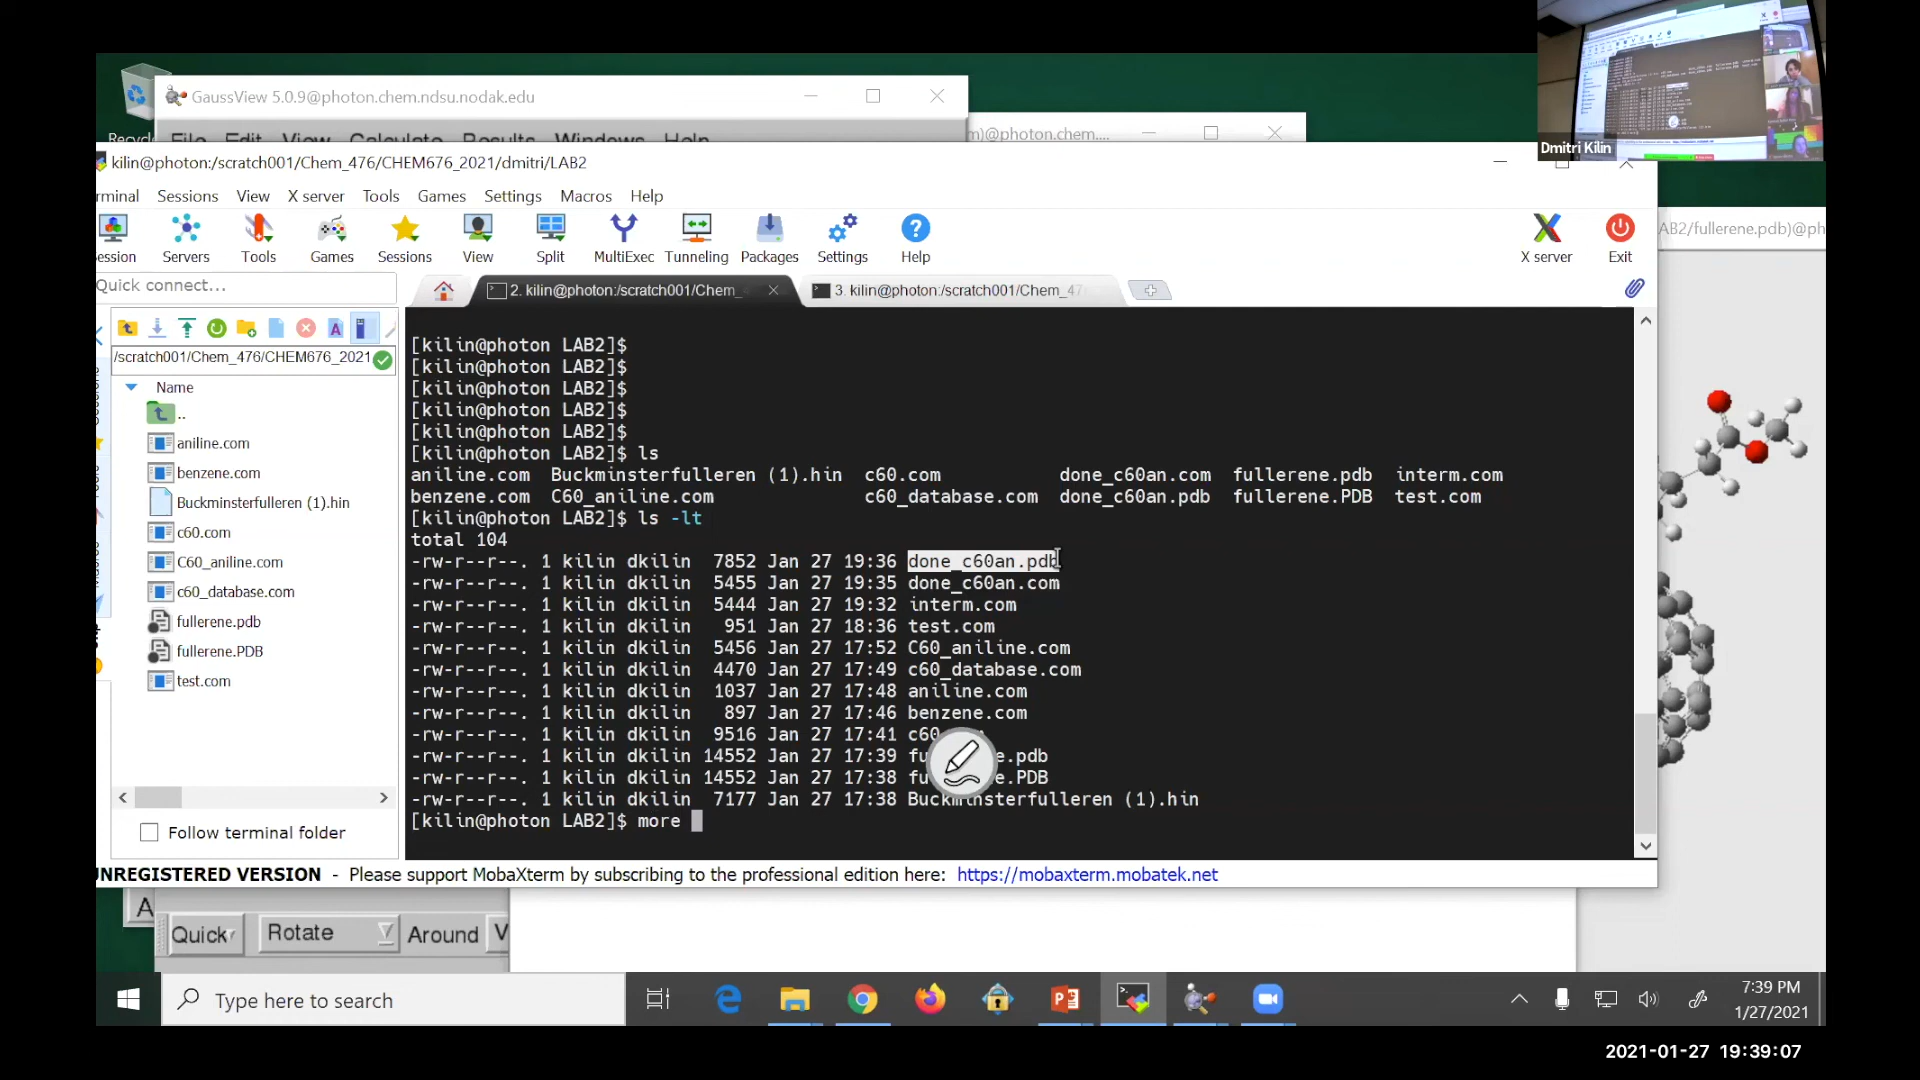 GaussView 5.0.9@photon.chem.ndsu.nodak.edu
Recycl
File Edit View Calculate Results Windows Help
m)@photon.chem....
Dmitri Kilin
kilin@photon:/scratch001/Chem_476/CHEM676_2021/dmitri/LAB2
rminal Sessions View X server Tools Games Settings Macros Help
ession Servers Tools Games Sessions View Split MultiExec Tunneling Packages Settings Help X server Exit
AB2/fullerene.pdb)@ph
Quick connect...
2. kilin@photon:/scratch001/Chem_
3. kilin@photon:/scratch001/Chem_47
/scratch001/Chem_476/CHEM676_2021
Name
..
aniline.com
benzene.com
Buckminsterfulleren (1).hin
c60.com
C60_aniline.com
c60_database.com
fullerene.pdb
fullerene.PDB
test.com
Follow terminal folder
[kilin@photon LAB2]$
[kilin@photon LAB2]$
[kilin@photon LAB2]$
[kilin@photon LAB2]$
[kilin@photon LAB2]$
[kilin@photon LAB2]$ ls
aniline.com Buckminsterfulleren (1).hin c60.com done_c60an.com fullerene.pdb interm.com
benzene.com C60_aniline.com c60_database.com done_c60an.pdb fullerene.PDB test.com
[kilin@photon LAB2]$ ls -lt
total 104
-rw-r--r--. 1 kilin dkilin 7852 Jan 27 19:36 done_c60an.pdb
-rw-r--r--. 1 kilin dkilin 5455 Jan 27 19:35 done_c60an.com
-rw-r--r--. 1 kilin dkilin 5444 Jan 27 19:32 interm.com
-rw-r--r--. 1 kilin dkilin 951 Jan 27 18:36 test.com
-rw-r--r--. 1 kilin dkilin 5456 Jan 27 17:52 C60_aniline.com
-rw-r--r--. 1 kilin dkilin 4470 Jan 27 17:49 c60_database.com
-rw-r--r--. 1 kilin dkilin 1037 Jan 27 17:48 aniline.com
-rw-r--r--. 1 kilin dkilin 897 Jan 27 17:46 benzene.com
-rw-r--r--. 1 kilin dkilin 9516 Jan 27 17:41 c60
-rw-r--r--. 1 kilin dkilin 14552 Jan 27 17:39 fu e.pdb
-rw-r--r--. 1 kilin dkilin 14552 Jan 27 17:38 fu e.PDB
-rw-r--r--. 1 kilin dkilin 7177 Jan 27 17:38 Buckminsterfulleren (1).hin
[kilin@photon LAB2]$ more
UNREGISTERED VERSION - Please support MobaXterm by subscribing to the professional edition here: https://mobaxterm.mobatek.net
A
Quick Rotate Around V
Type here to search
7:39 PM
1/27/2021
2021-01-27 19:39:07